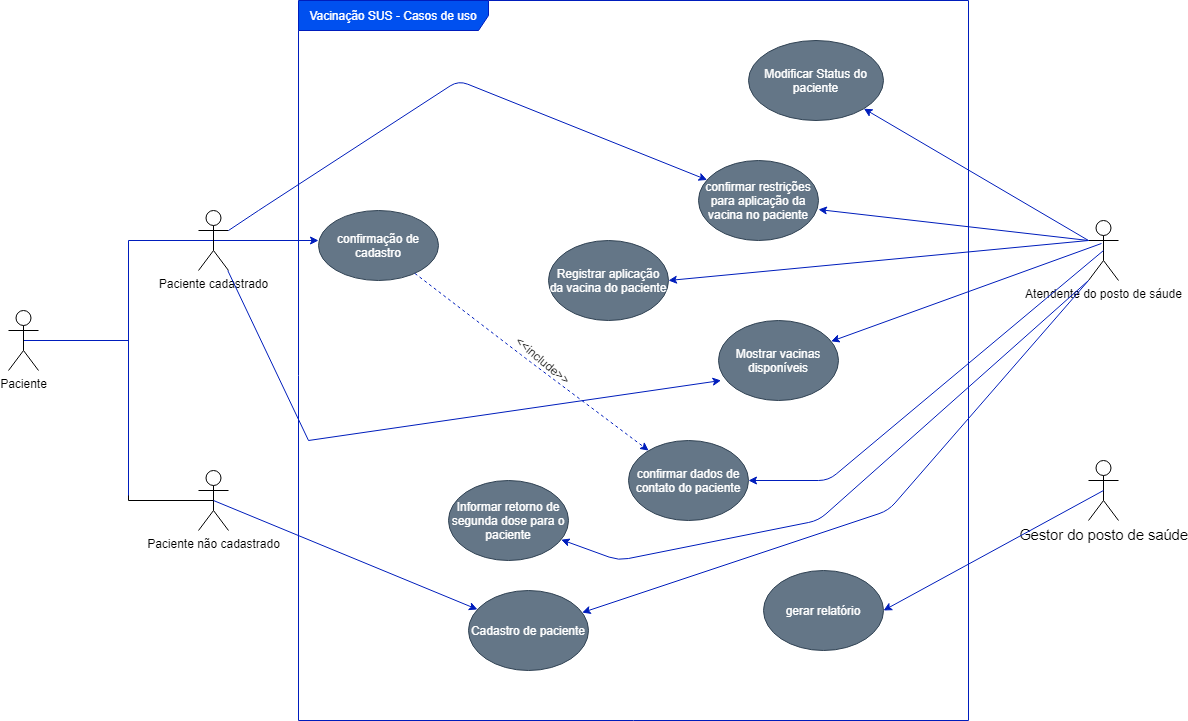 Vacinação SUS - Casos de uso
Modificar Status do
paciente
confirmar restrições
para aplicação da
vacina no paciente
confirmação de
cadastro
Registrar aplicação
da vacina do paciente
Paciente cadastrado
Atendente do posto de sáude
<<include>>
Mostrar vacinas
disponíveis
Paciente
confirmar dados de
contato do paciente
Informar retorno de
segunda dose para o
paciente
Paciente não cadastrado
Gestor do posto de saúde
gerar relatório
Cadastro de paciente